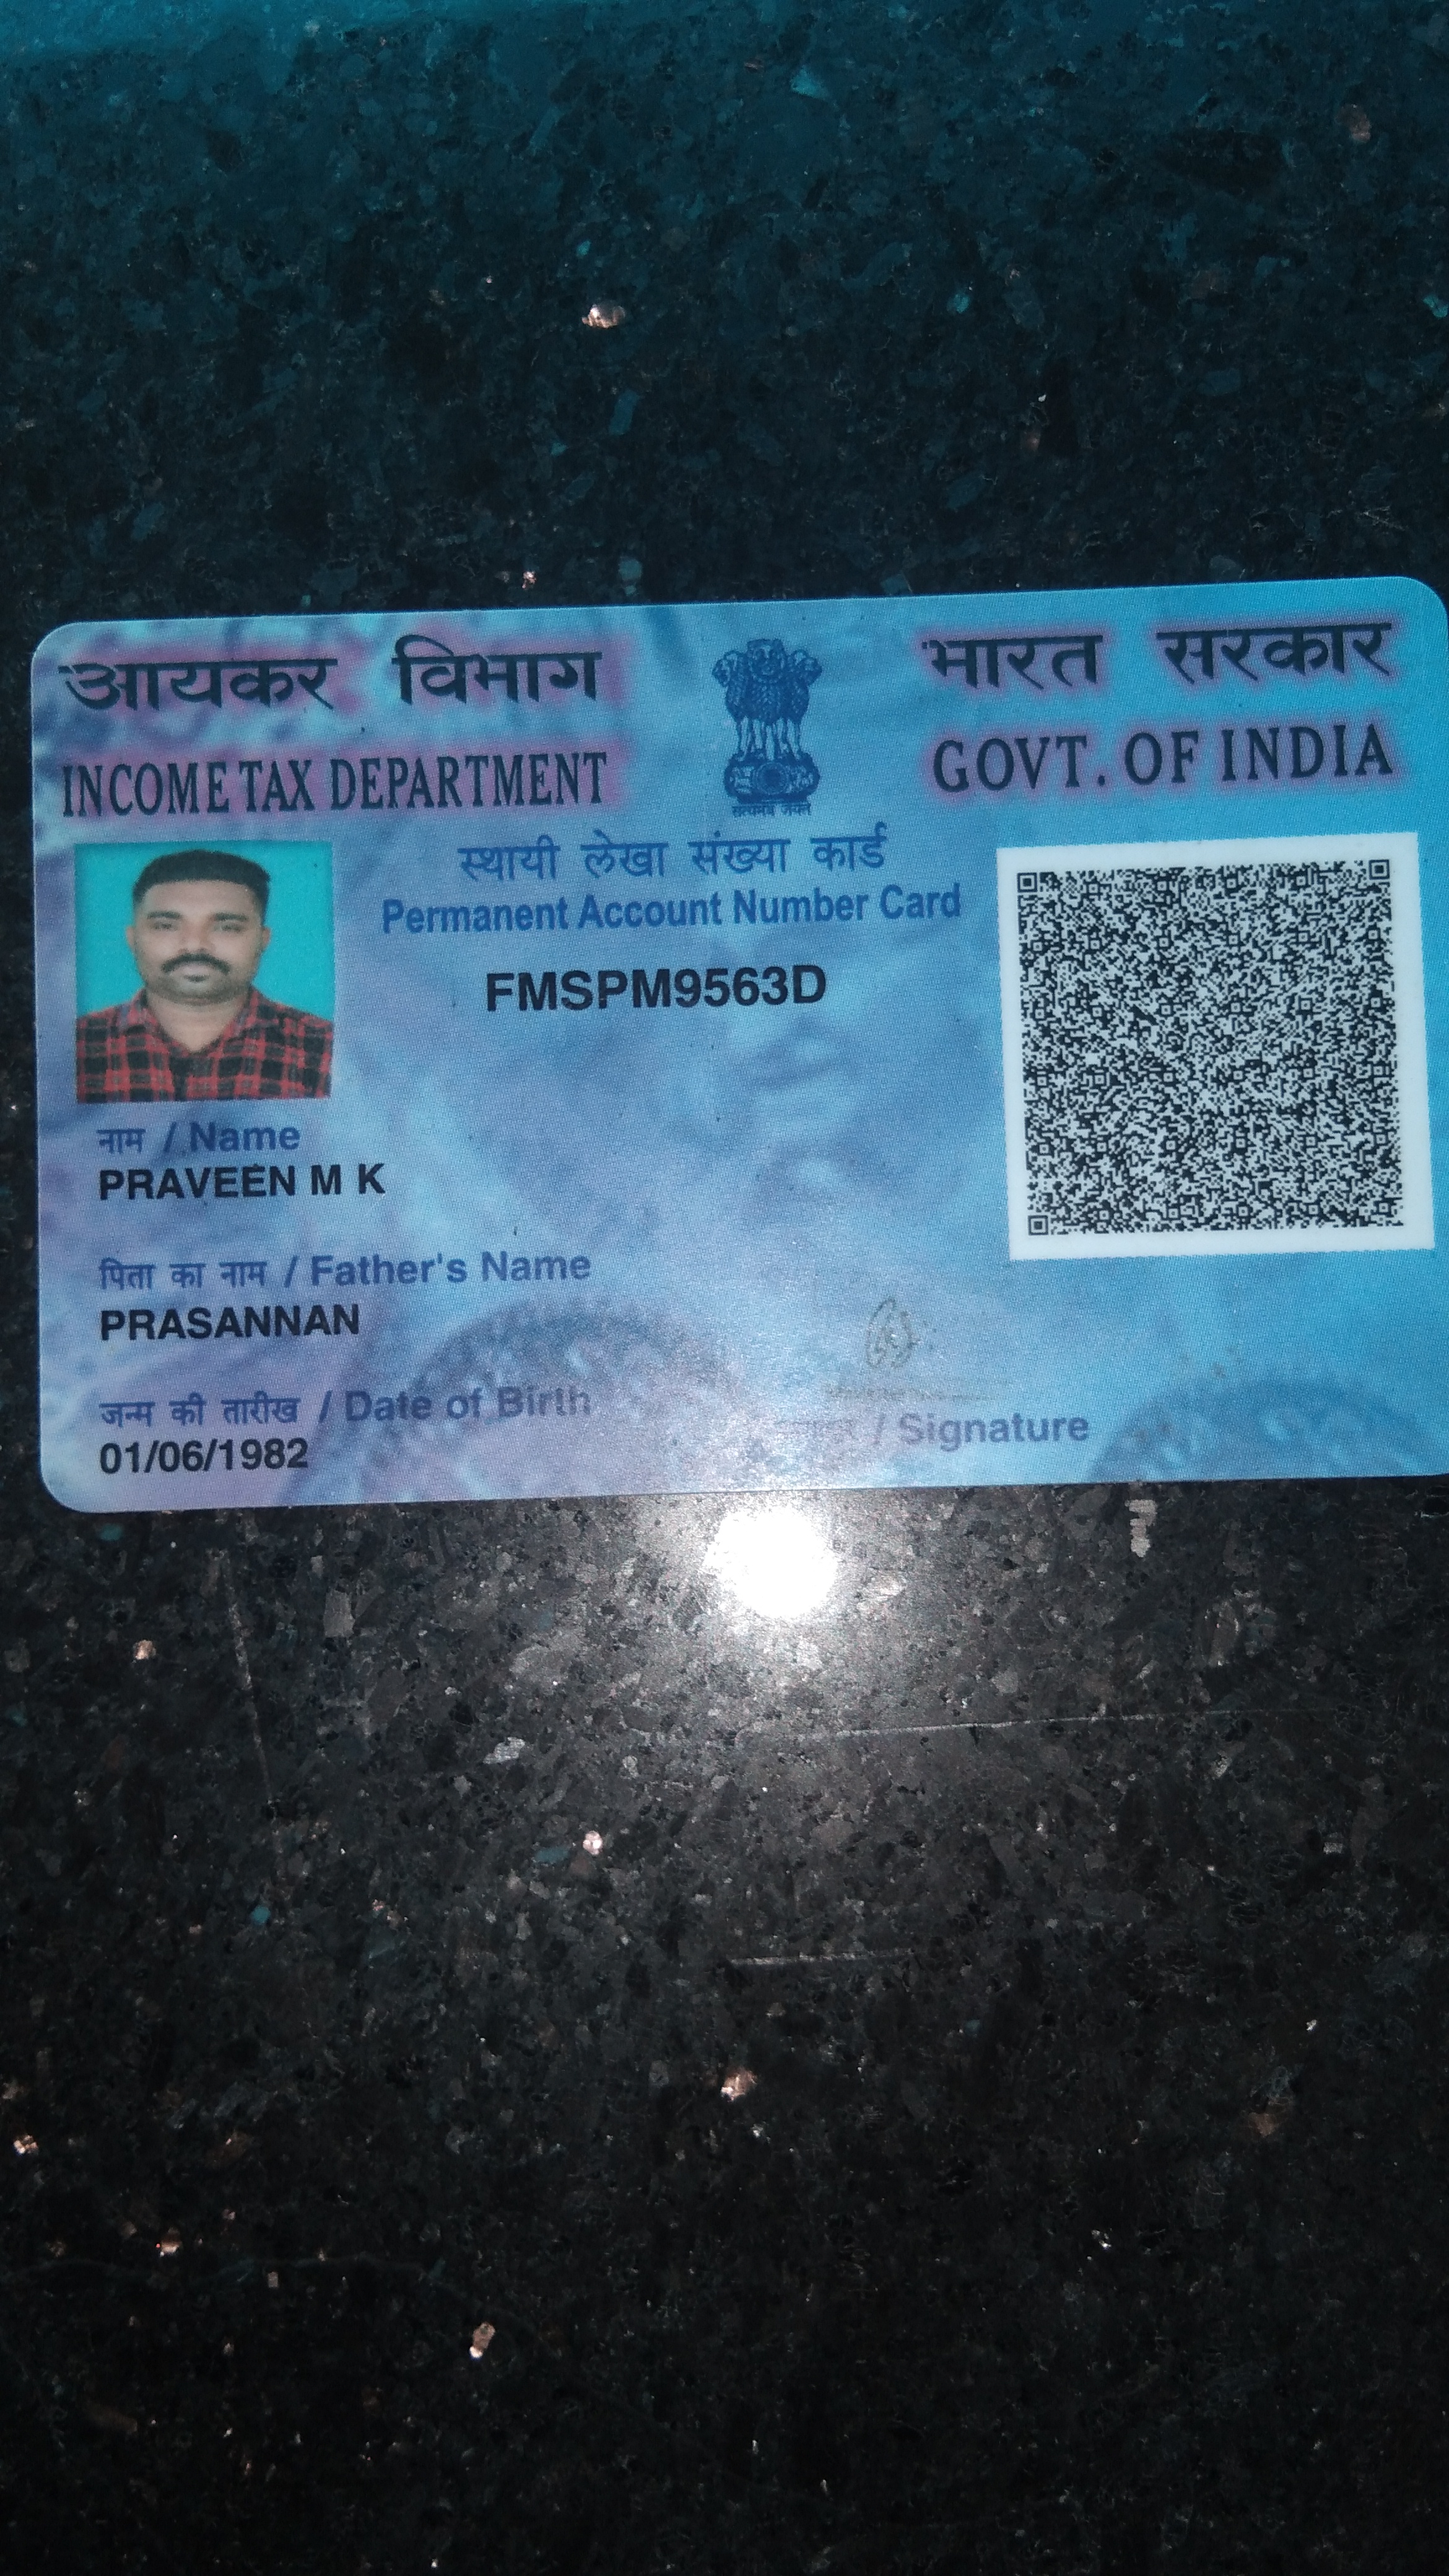 आयकर विभाग
INCOME TAX DEPARTMENT
सत्यमेव जयते
भारत सरकार
GOVT. OF INDIA
स्थायी लेखा संख्या कार्ड
Permanent Account Number Card
FMSPM9563D
नाम / Name
PRAVEEN M K
पिता का नाम / Father's Name
PRASANNAN
जन्म की तारीख / Date of Birth
01/06/1982
/ Signature